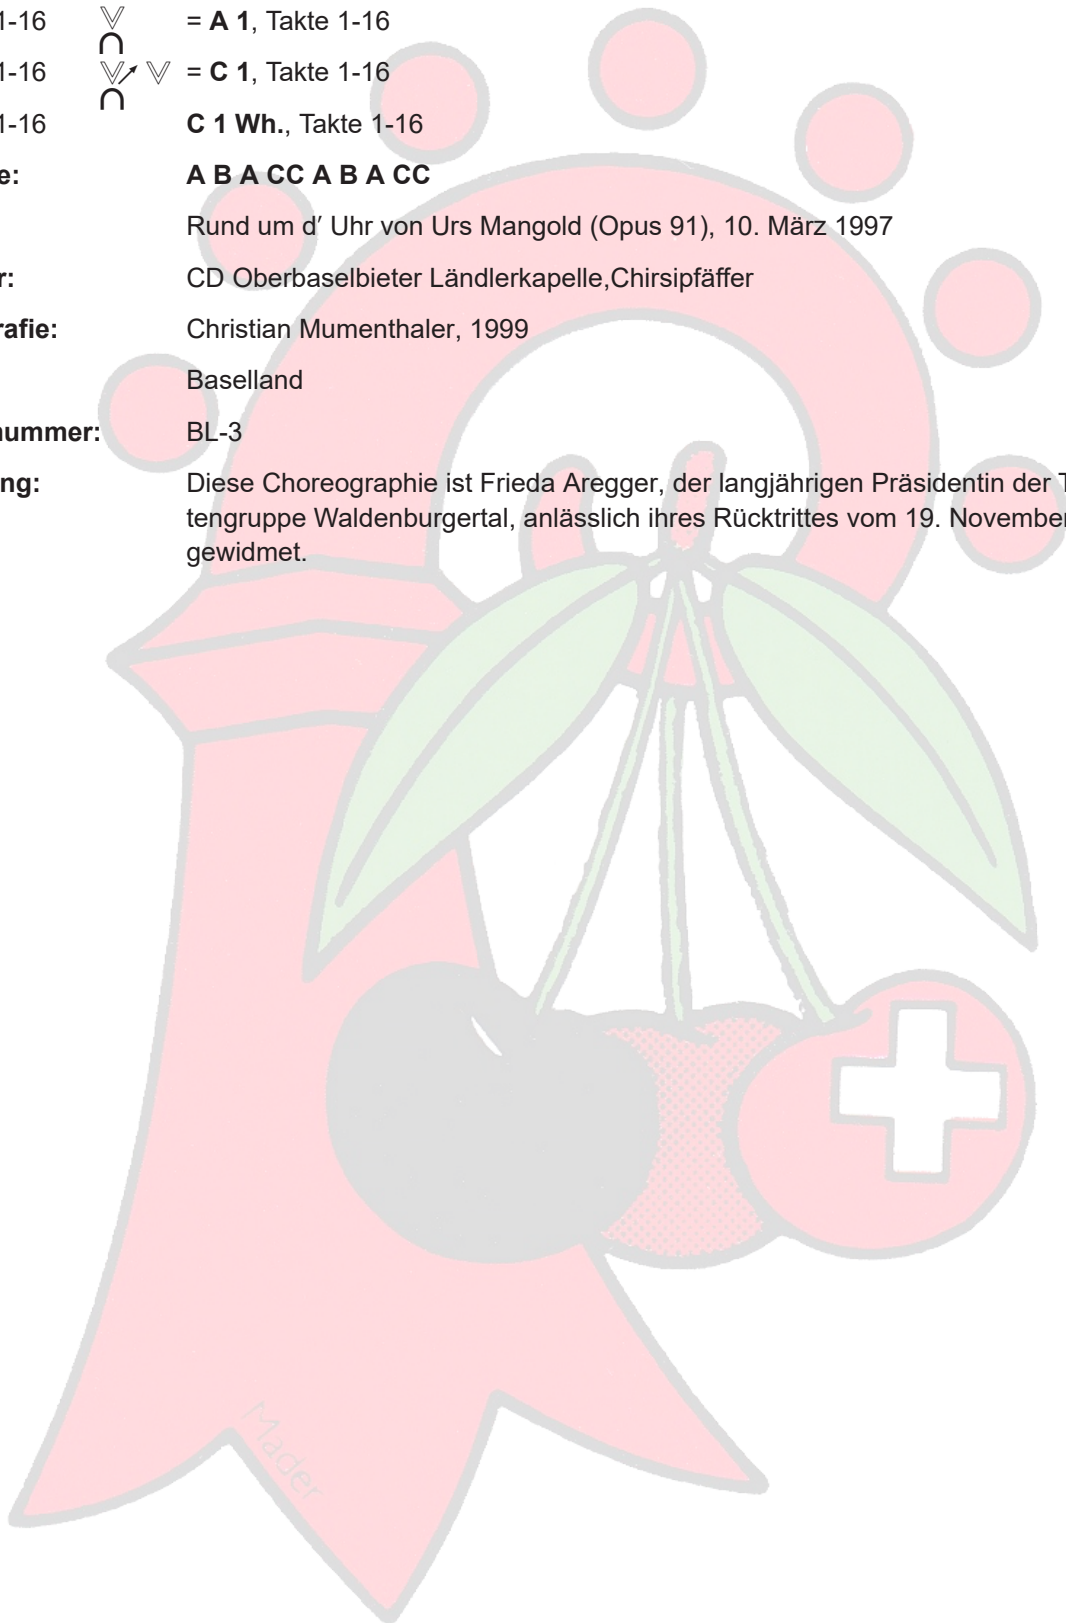 1-16 = A 1, Takte 1-16
1-16 = C 1, Takte 1-16
1-16 C 1 Wh., Takte 1-16
e: A B A CC A B A CC
Rund um d′ Uhr von Urs Mangold (Opus 91), 10. März 1997
r: CD Oberbaselbieter Ländlerkapelle,Chirsipfäffer
rafie: Christian Mumenthaler, 1999
Baselland
nummer: BL-3
ng: Diese Choreographie ist Frieda Aregger, der langjährigen Präsidentin der T
tengruppe Waldenburgertal, anlässlich ihres Rücktrittes vom 19. November
gewidmet.
Mader